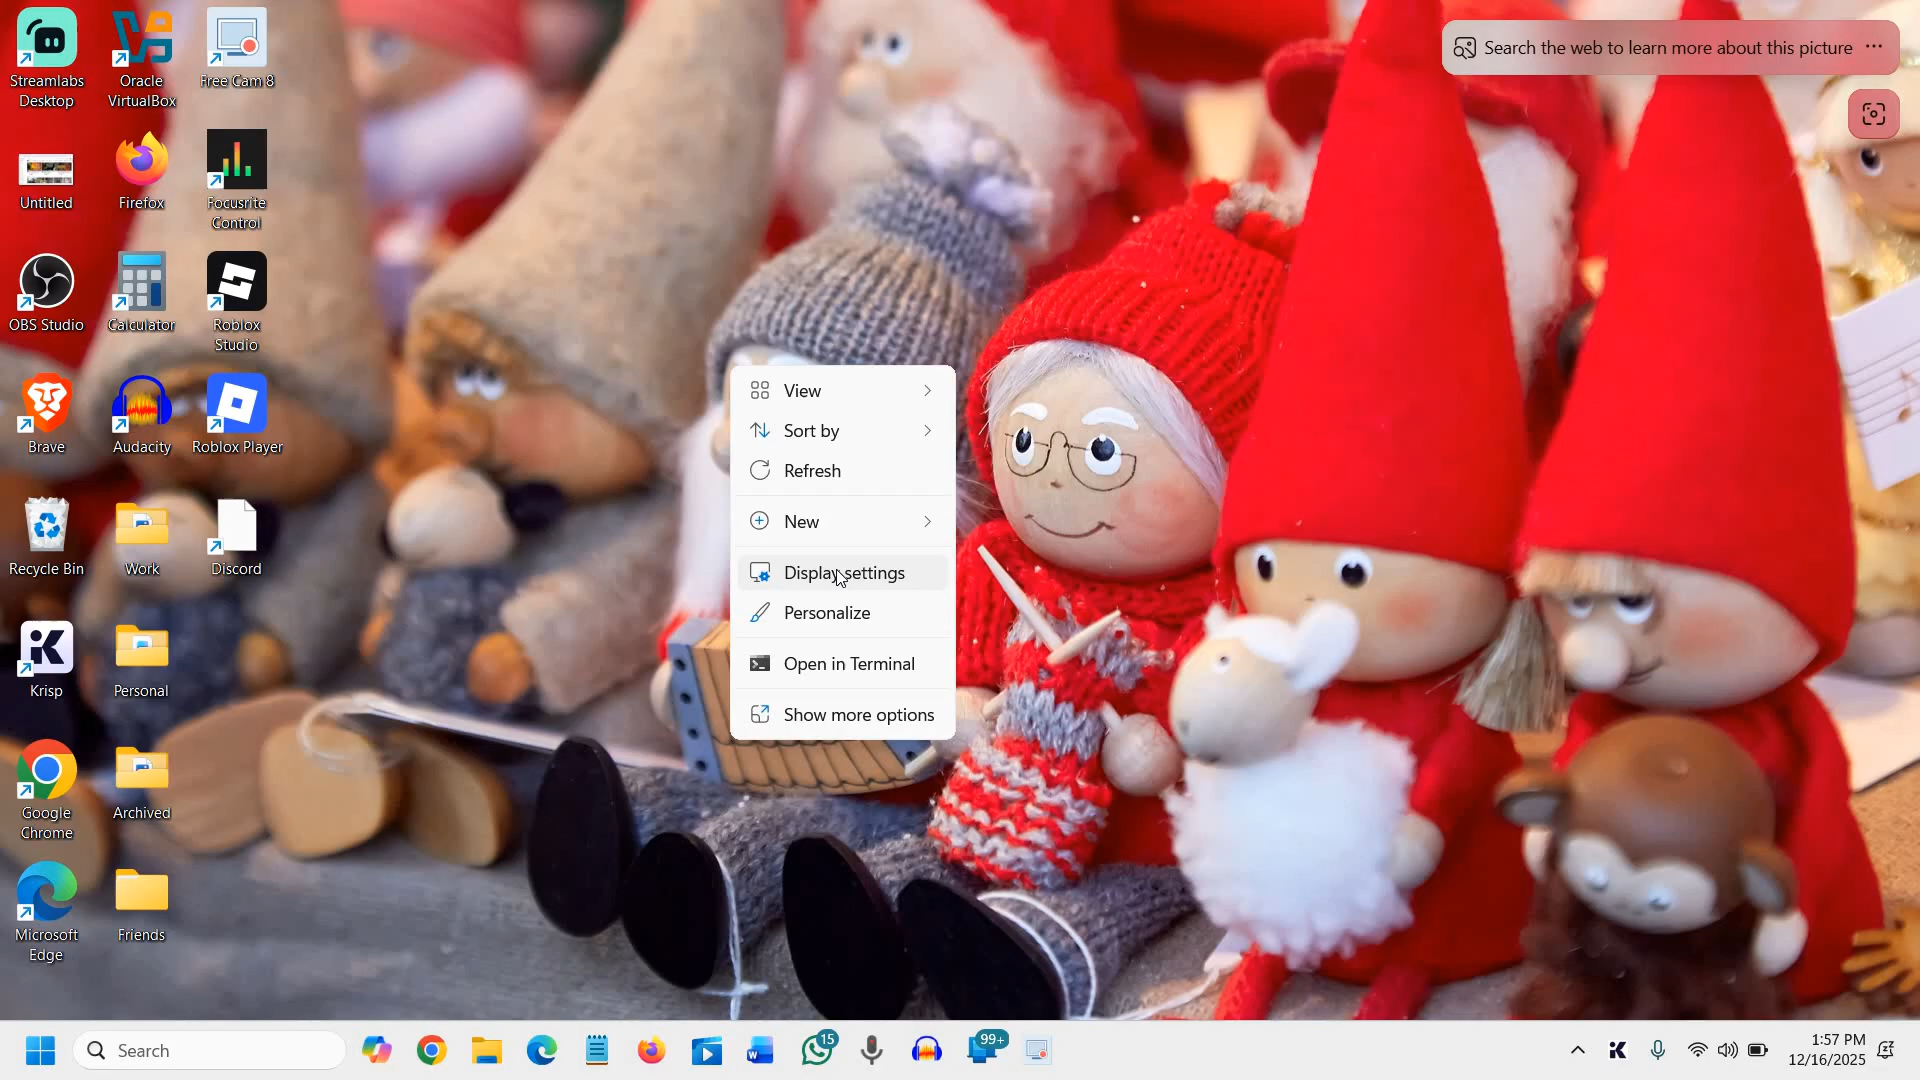 Streamlabs
Desktop
Oracle
VirtualBox
Free Cam 8
Untitled
Firefox
Focusrite
Control
OBS Studio
Calculator
Roblox
Studio
Brave
Audacity
Roblox Player
Recycle Bin
Work
Discord
Krisp
Personal
Google
Chrome
Archived
Microsoft
Edge
Friends
Search the web to learn more about this picture
View
Sort by
Refresh
New
Display settings
Personalize
Open in Terminal
Show more options
Search
15
99+
1:57 PM
12/16/2025